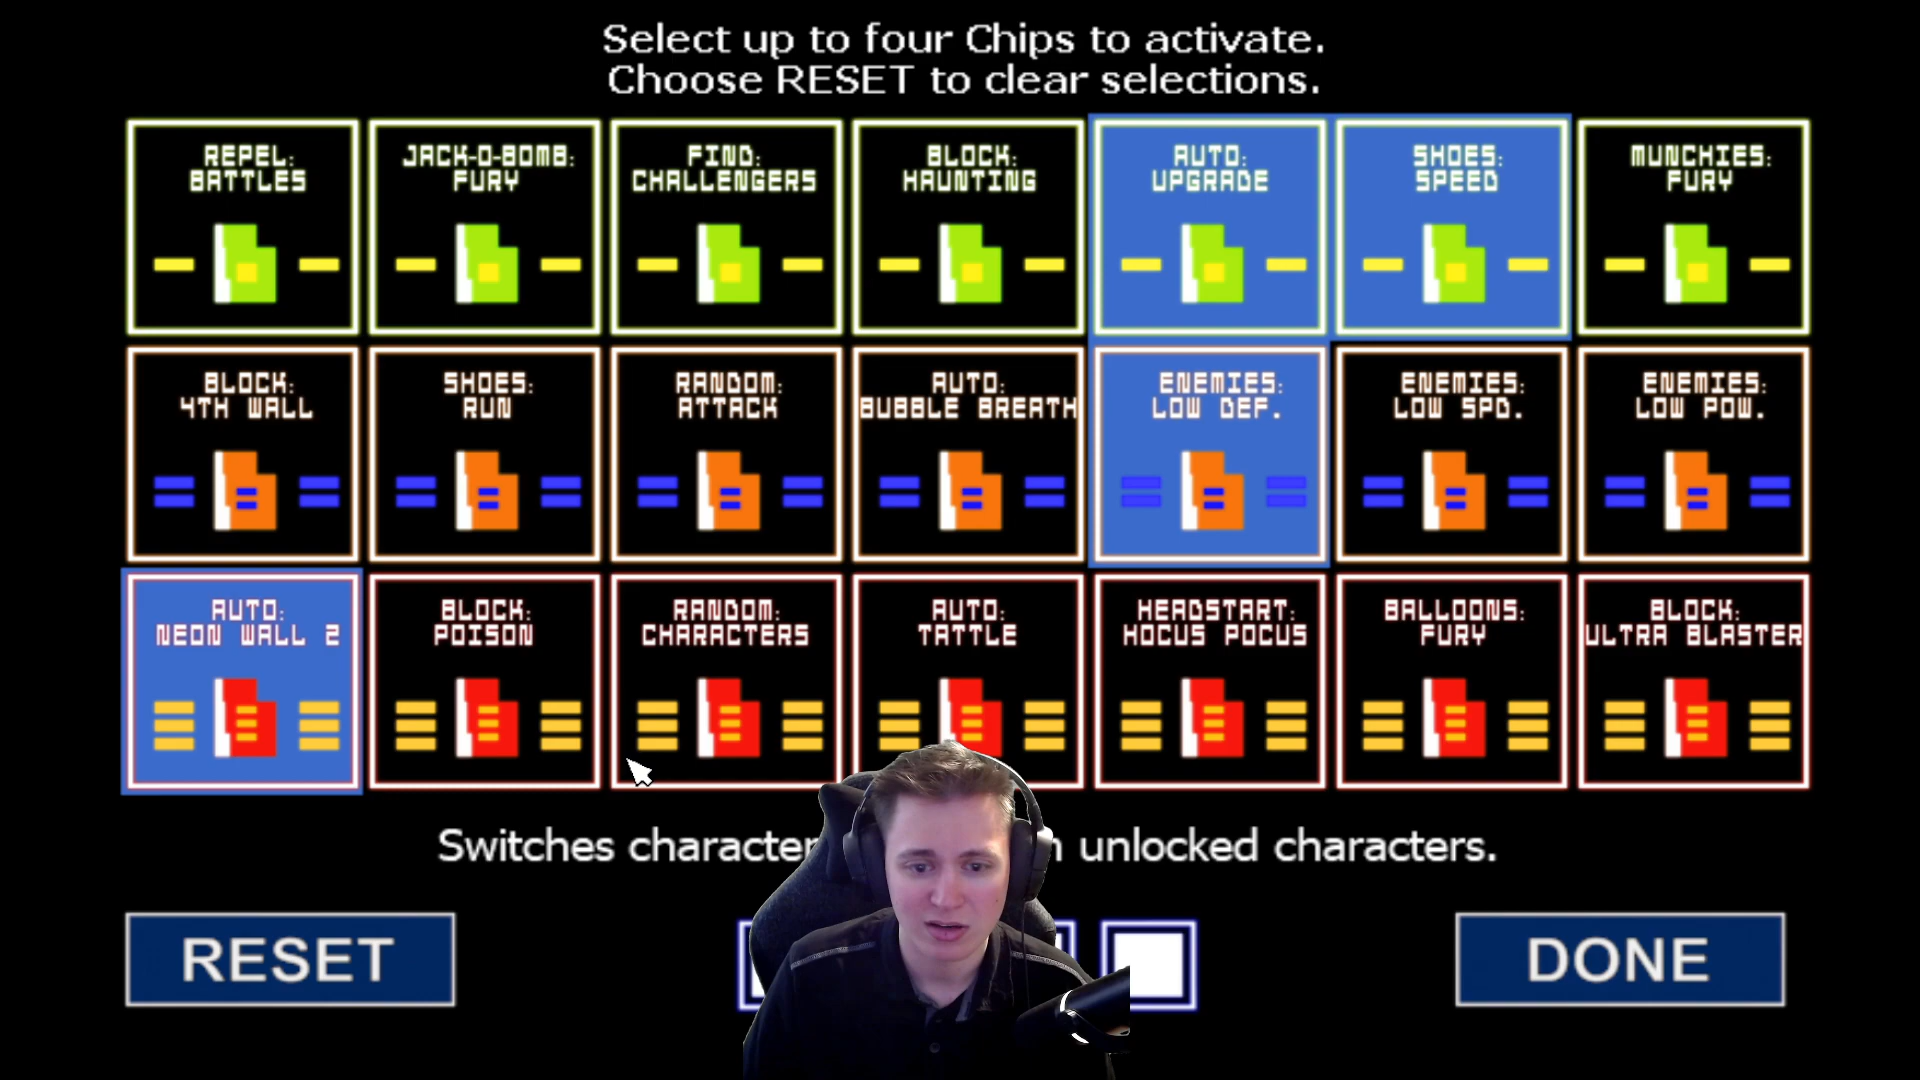 Select up to four Chips to activate.
Choose RESET to clear selections.
REPEL:
BATTLES
JACK-O-BOMB:
FURY
FIND:
CHALLENGERS
BLOCK:
HAUNTING
AUTO:
UPGRADE
SHOES:
SPEED
MUNCHIES:
FURY
BLOCK:
4TH WALL
SHOES:
RUN
RANDOM:
ATTACK
AUTO:
BUBBLE BREATH
ENEMIES:
LOW DEF.
ENEMIES:
LOW SPD.
ENEMIES:
LOW POW.
AUTO:
NEON WALL 2
BLOCK:
POISON
RANDOM:
CHARACTERS
AUTO:
TATTLE
HEADSTART:
HOCUS POCUS
BALLOONS:
FURY
BLOCK:
ULTRA BLASTER
Switches character unlocked characters.
RESET
DONE